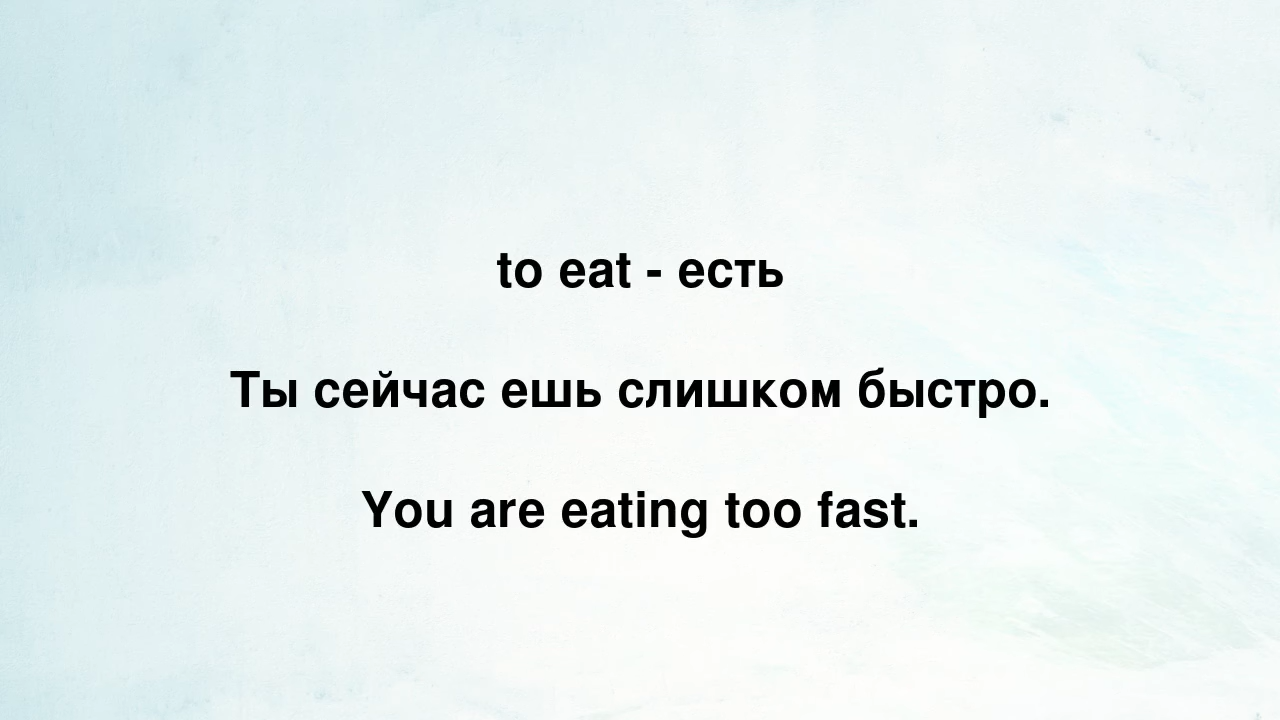 to eat - есть
Ты сейчас ешь слишком быстро.
You are eating too fast.